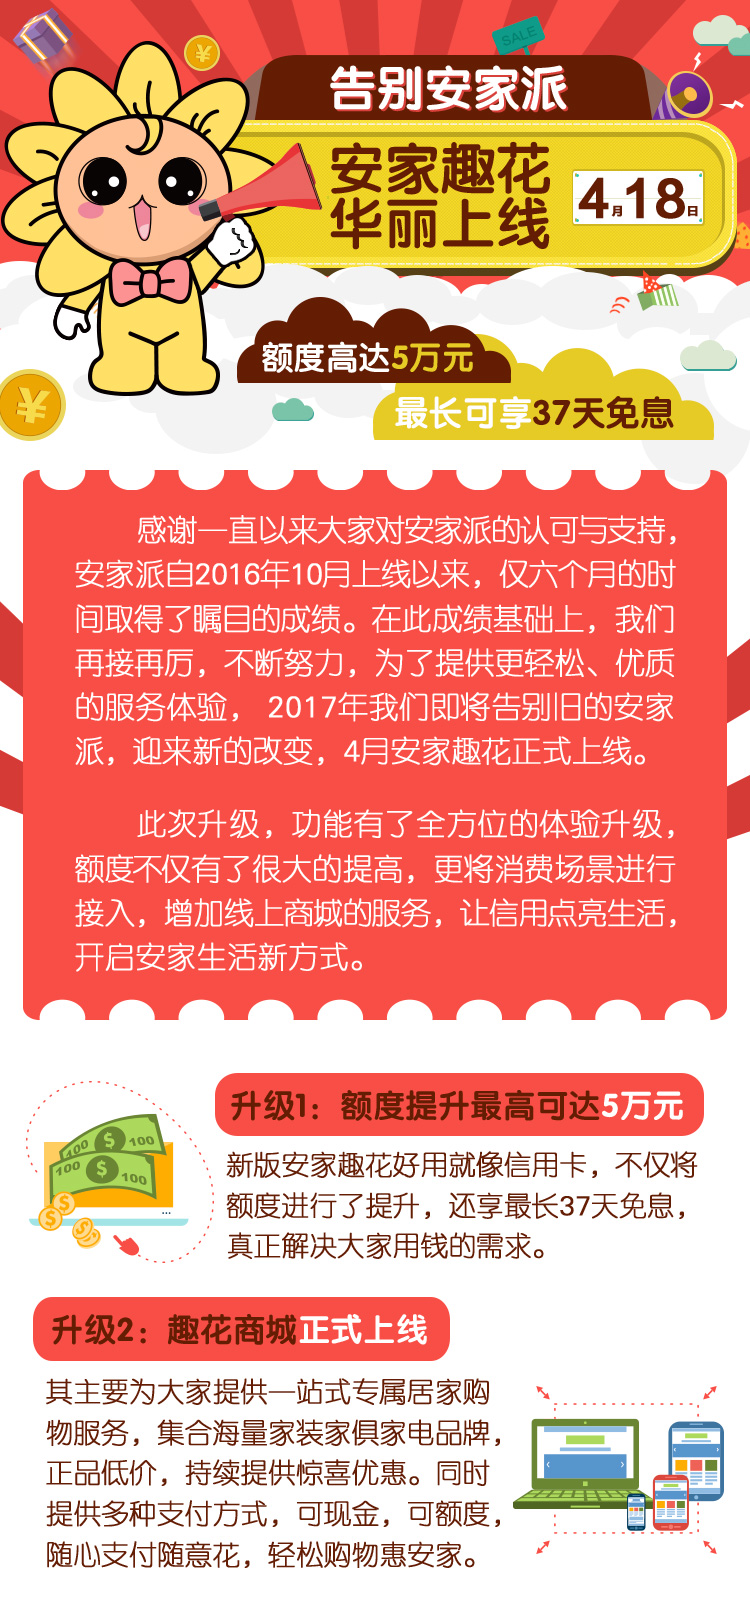 SALE
告别安家派
安家趣花
华丽上线
4月18日
额度高达5万元
最长可享37天免息
感谢一直以来大家对安家派的认可与支持，
安家派自2016年10月上线以来，仅六个月的时
间取得了瞩目的成绩。在此成绩基础上，我们
再接再厉，不断努力，为了提供更轻松、优质
的服务体验， 2017年我们即将告别旧的安家
派，迎来新的改变，4月安家趣花正式上线。
此次升级，功能有了全方位的体验升级，
额度不仅有了很大的提高，更将消费场景进行
接入，增加线上商城的服务，让信用点亮生活，
开启安家生活新方式。
升级1：额度提升最高可达5万元
新版安家趣花好用就像信用卡，不仅将
额度进行了提升，还享最长37天免息，
真正解决大家用钱的需求。
100 $ 100
100 $ 100
升级2：趣花商城正式上线
其主要为大家提供一站式专属居家购
物服务，集合海量家装家俱家电品牌，
正品低价，持续提供惊喜优惠。同时
提供多种支付方式，可现金，可额度，
随心支付随意花，轻松购物惠安家。